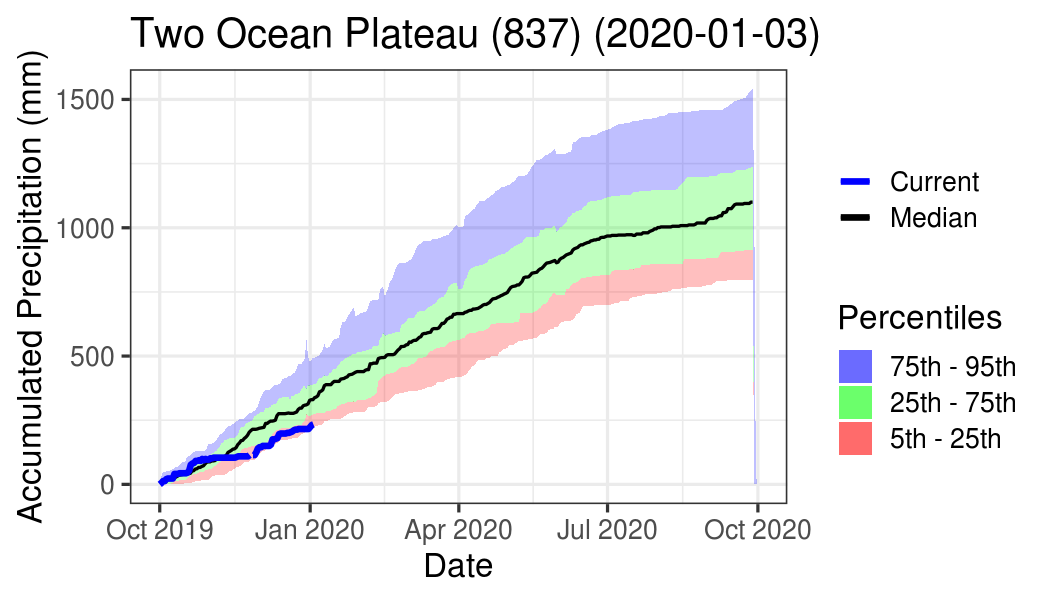 Two Ocean Plateau (837) (2020-01-03)
Accumulated Precipitation (mm)
1500
1000
500
0
Oct 2019 Jan 2020 Apr 2020 Jul 2020 Oct 2020
Date
Current
Median
Percentiles
75th - 95th
25th - 75th
5th - 25th